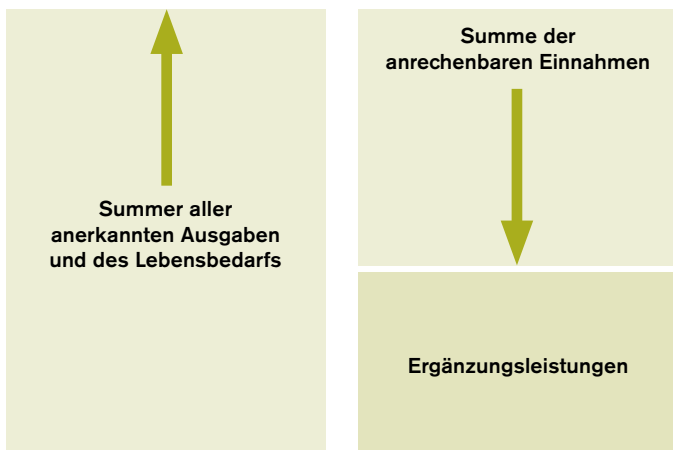 Summer aller
anerkannten Ausgaben
und des Lebensbedarfs
Summe der
anrechenbaren Einnahmen
Ergänzungsleistungen